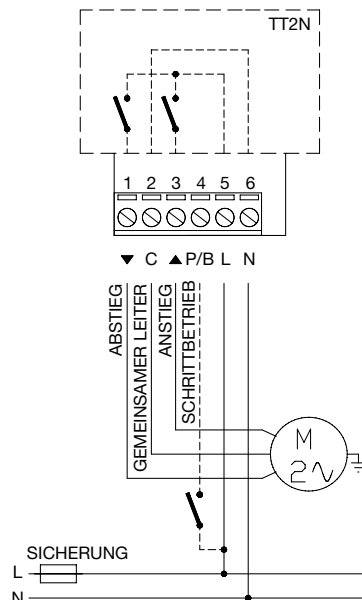 TT2N
1 2 3 4 5 6
▼ C ▲ P/B L N
ABSTIEG
GEMEINSAMER LEITER
ANSTIEG
SCHRITTBETRIEB
M
2∿
SICHERUNG
L
N